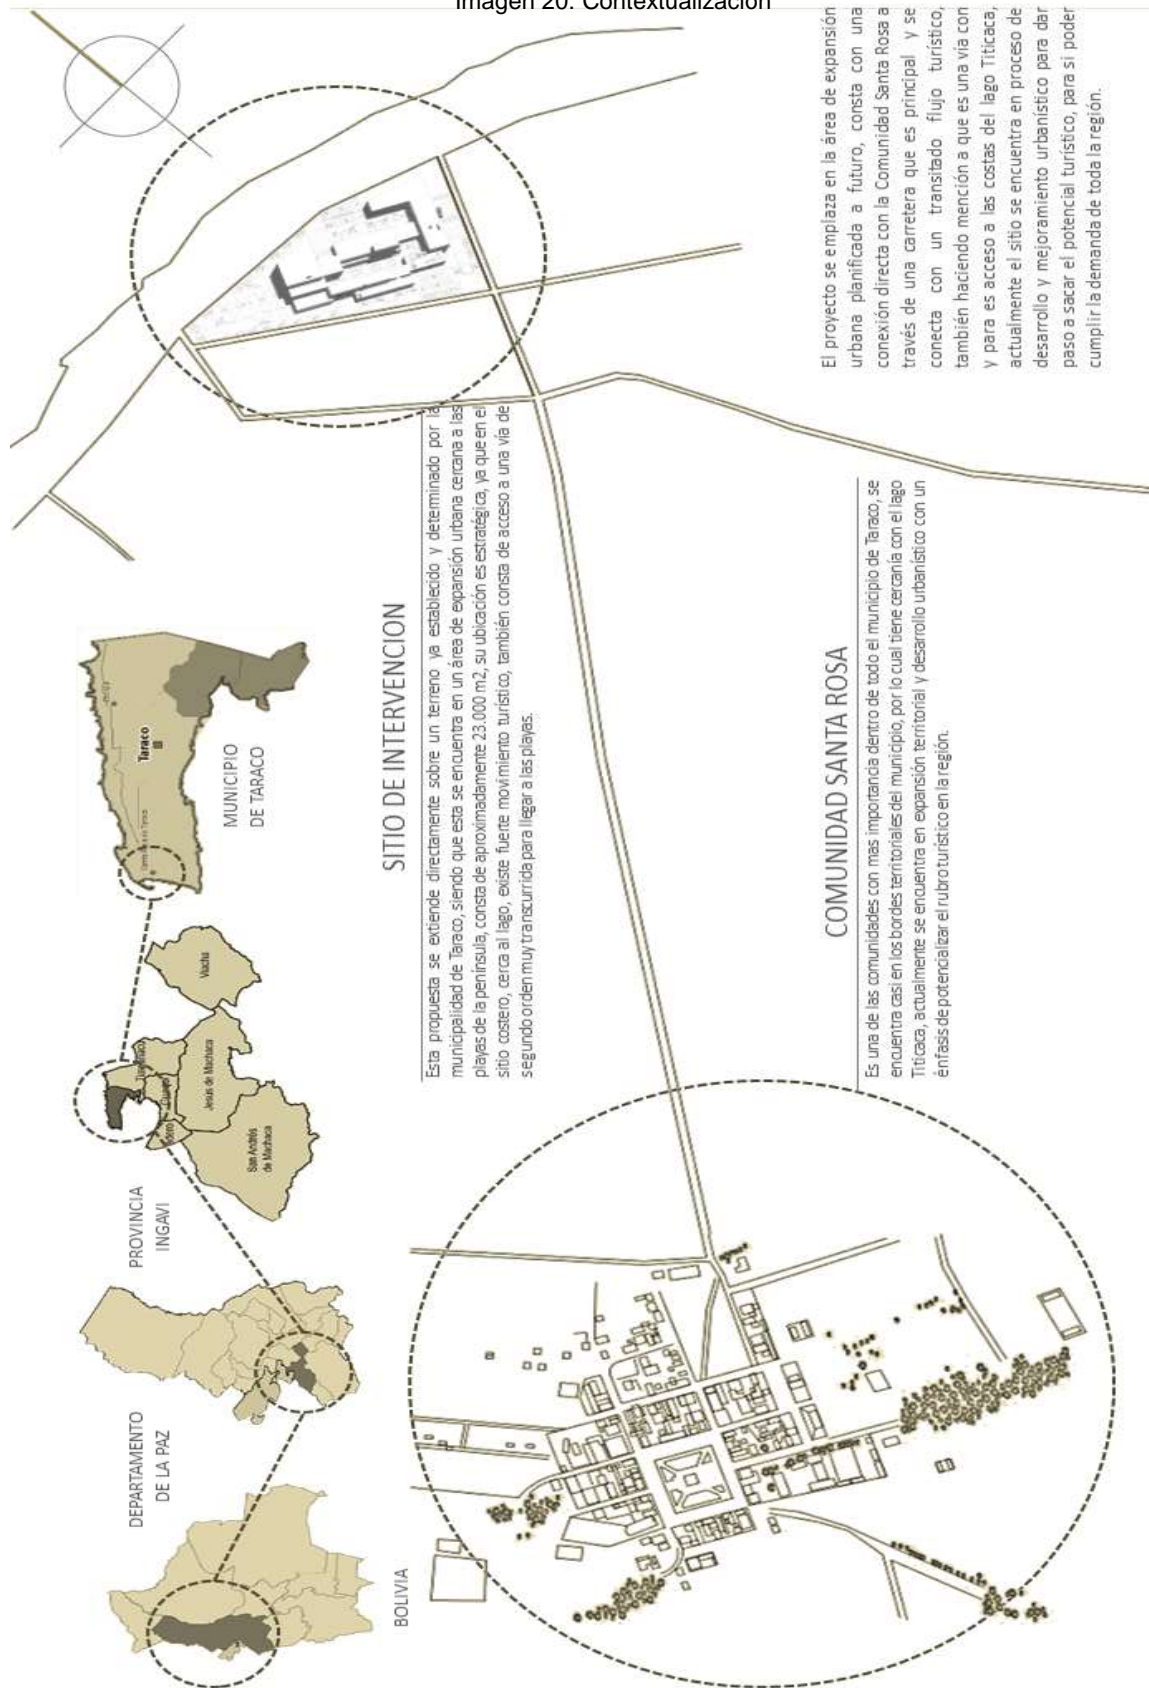 Imagen 20: Contextualización
BOLIVIA
DEPARTAMENTO
DE LA PAZ
PROVINCIA
INGAVI
San Andrés
de Machaca
Jesus de Machaca
Viacha
MUNICIPIO
DE TARACO
Taraco
SITIO DE INTERVENCION
Esta propuesta se extiende directamente sobre un terreno ya establecido y determinado por la
municipalidad de Taraco, siendo que esta se encuentra en un área de expansión urbana cercana a las
playas de la península, consta de aproximadamente 23.000 m2, su ubicación es estratégica, ya que en el
sitio costero, cerca al lago, existe fuerte movimiento turístico, también consta de acceso a una vía de
segundo orden muy transcurrida para llegar a las playas.
COMUNIDAD SANTA ROSA
Es una de las comunidades con mas importancia dentro de todo el municipio de Taraco, se
encuentra casi en los bordes territoriales del municipio, por lo cual tiene cercanía con el lago
Titicaca, actualmente se encuentra en expansión territorial y desarrollo urbanístico con un
énfasis de potencializar el rubro turístico en la región.
El proyecto se emplaza en la área de expansión
urbana planificada a futuro, consta con una
conexión directa con la Comunidad Santa Rosa a
través de una carretera que es principal y se
conecta con un transitado flujo turístico,
también haciendo mención a que es una vía con
y para es acceso a las costas del lago Titicaca,
actualmente el sitio se encuentra en proceso de
desarrollo y mejoramiento urbanístico para dar
paso a sacar el potencial turístico, para si poder
cumplir la demanda de toda la región.